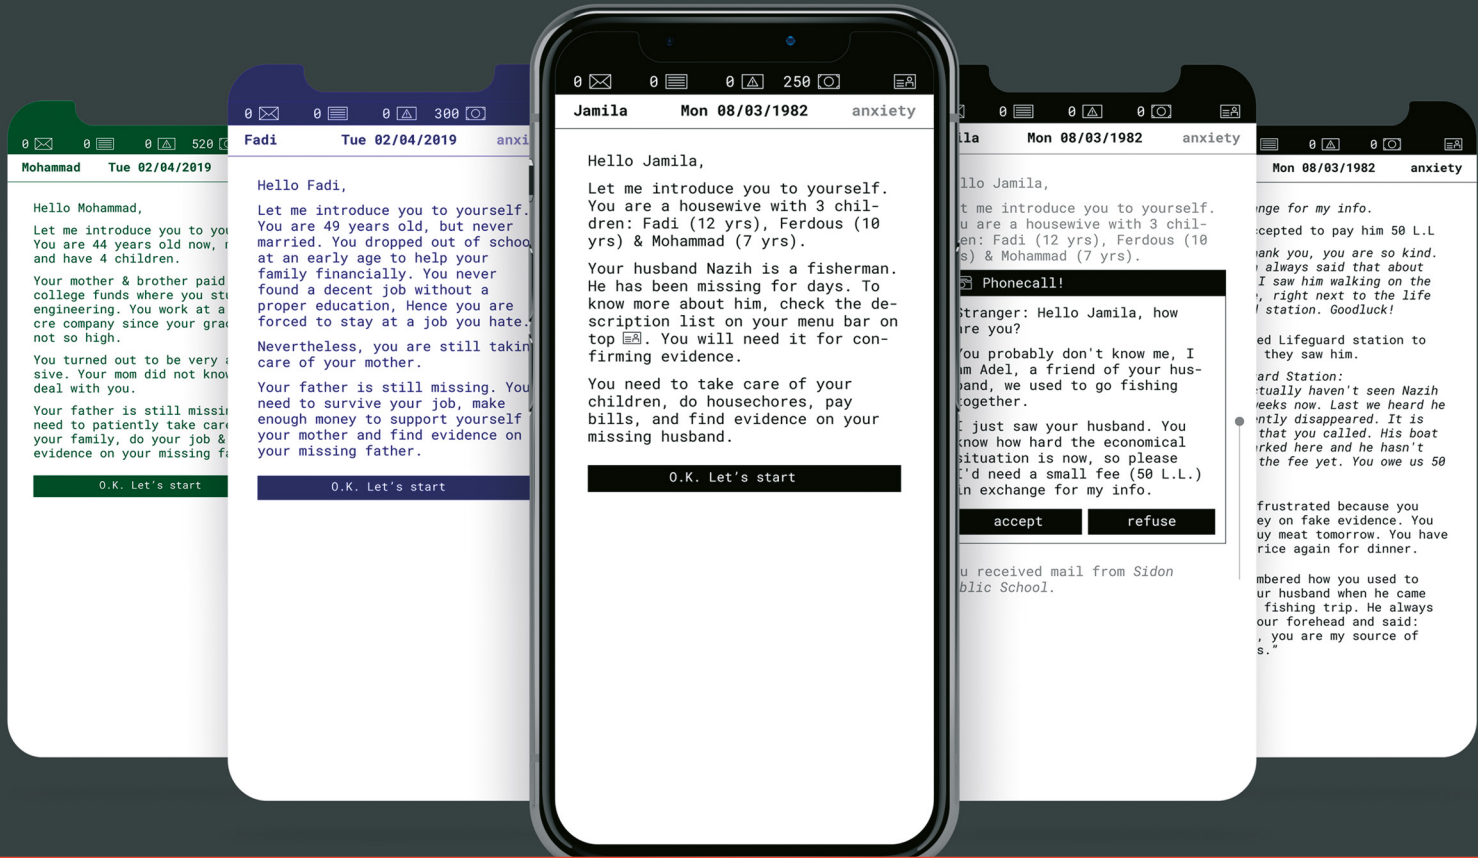 0 0 0 520
Mohammad Tue 02/04/2019
Hello Mohammad,
Let me introduce you to you
You are 44 years old now,
and have 4 children.
Your mother & brother paid
college funds where you stu
engineering. You work at a
cre company since your grad
not so high.
You turned out to be very a
sive. Your mom did not know
deal with you.
Your father is still missin
need to patiently take care
your family, do your job &
evidence on your missing fa
O.K. Let's start
0 0 0 300
Fadi Tue 02/04/2019 anxi
Hello Fadi,
Let me introduce you to yourself.
You are 49 years old, but never
married. You dropped out of schoo
at an early age to help your
family financially. You never
found a decent job without a
proper education, Hence you are
forced to stay at a job you hate.
Nevertheless, you are still takin
care of your mother.
Your father is still missing. You
need to survive your job, make
enough money to support yourself
your mother and find evidence on
your missing father.
O.K. Let's start
0 0 0 250
Jamila Mon 08/03/1982 anxiety
Hello Jamila,
Let me introduce you to yourself.
You are a housewive with 3 chil-
dren: Fadi (12 yrs), Ferdous (10
yrs) & Mohammad (7 yrs).
Your husband Nazih is a fisherman.
He has been missing for days. To
know more about him, check the de-
scription list on your menu bar on
top . You will need it for con-
firming evidence.
You need to take care of your
children, do housechores, pay
bills, and find evidence on your
missing husband.
O.K. Let's start
0 0 0
ila Mon 08/03/1982 anxiety
llo Jamila,
t me introduce you to yourself.
u are a housewive with 3 chil-
en: Fadi (12 yrs), Ferdous (10
s) & Mohammad (7 yrs).
Phonecall!
Stranger: Hello Jamila, how
are you?
You probably don't know me, I
am Adel, a friend of your hus-
band, we used to go fishing
together.
I just saw your husband. You
know how hard the economical
situation is now, so please
I'd need a small fee (50 L.L.)
in exchange for my info.
accept refuse
u received mail from Sidon
blic School.
0 0
Mon 08/03/1982 anxiety
nge for my info.
cepted to pay him 50 L.L
ank you, you are so kind.
always said that about
I saw him walking on the
, right next to the life
station. Goodluck!
ed Lifeguard station to
they saw him.
ard Station:
tually haven't seen Nazih
eeks now. Last we heard he
ently disappeared. It is
that you called. His boat
rked here and he hasn't
the fee yet. You owe us 50
frustrated because you
ey on fake evidence. You
uy meat tomorrow. You have
rice again for dinner.
mbered how you used to
ur husband when he came
fishing trip. He always
our forehead and said:
, you are my source of
s."